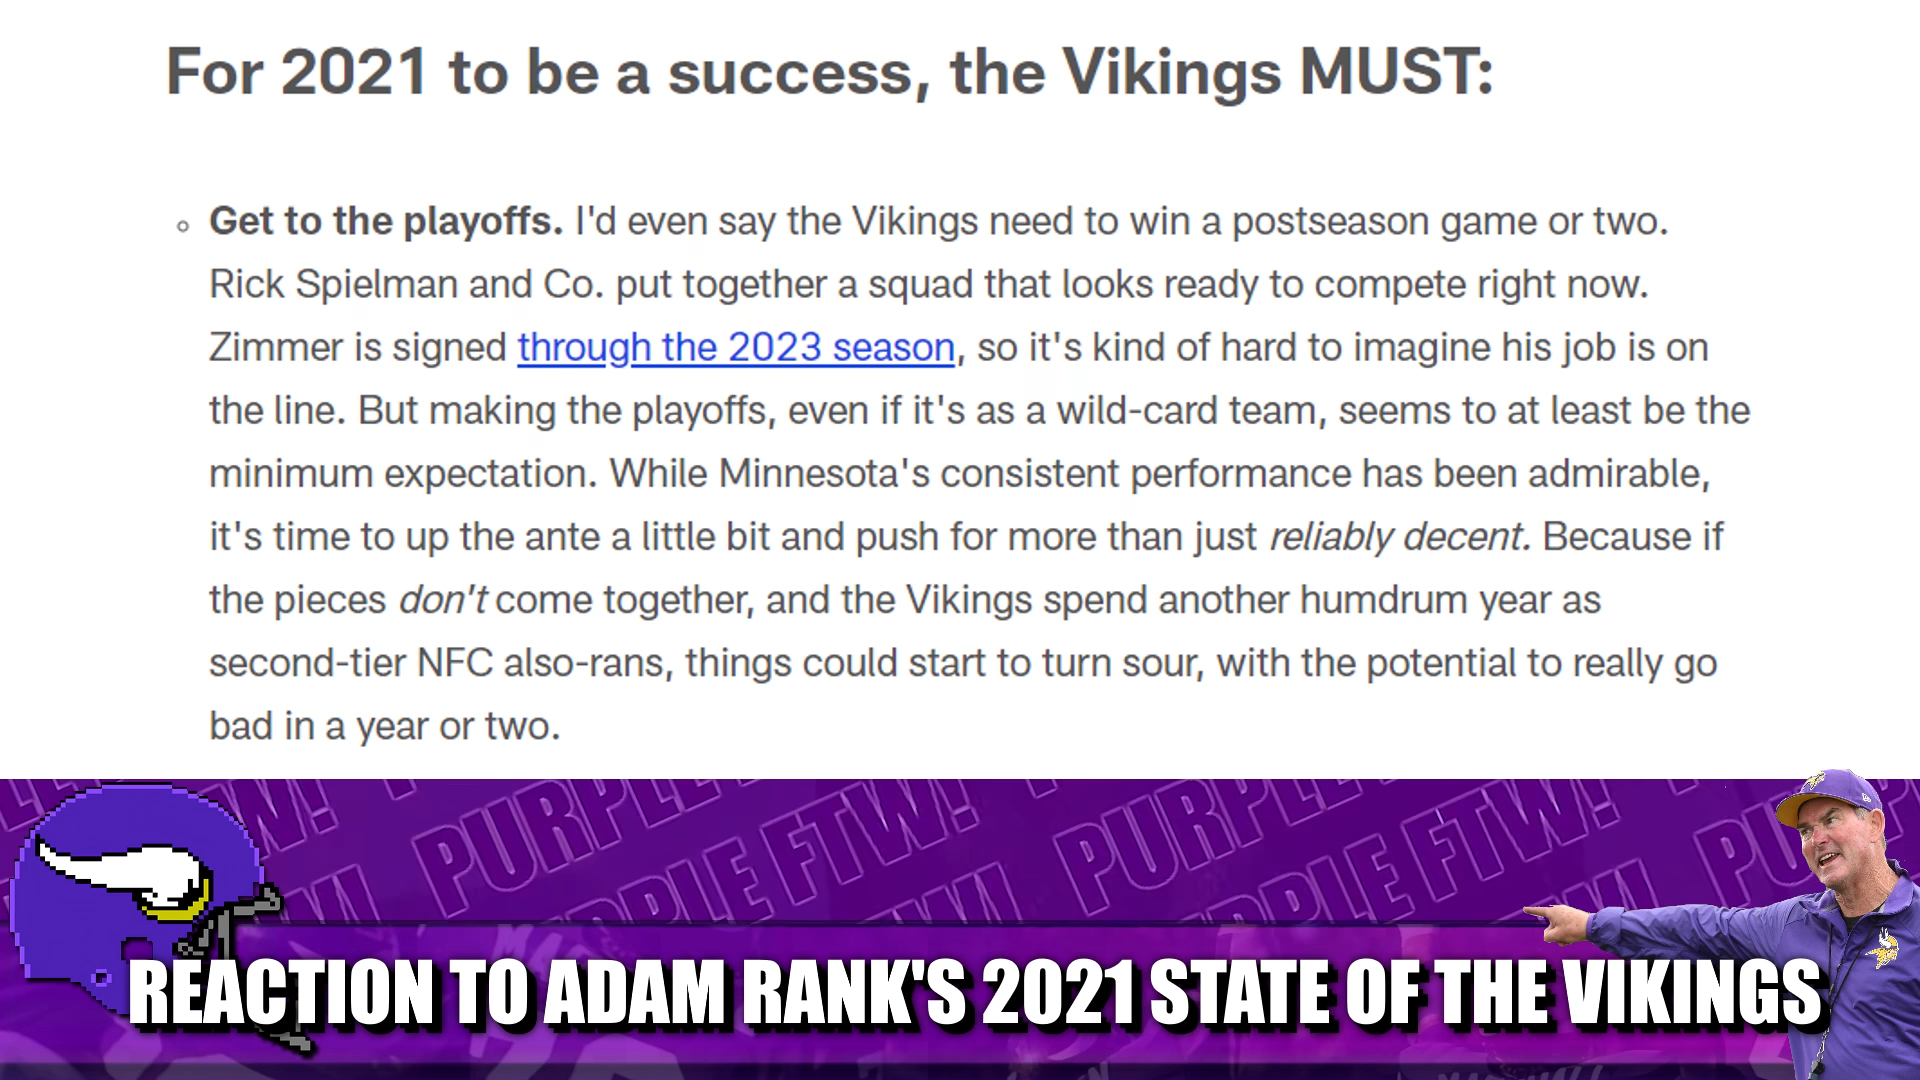 For 2021 to be a success, the Vikings MUST:
Get to the playoffs. I'd even say the Vikings need to win a postseason game or two.
Rick Spielman and Co. put together a squad that looks ready to compete right now.
Zimmer is signed through the 2023 season, so it's kind of hard to imagine his job is on
the line. But making the playoffs, even if it's as a wild-card team, seems to at least be the
minimum expectation. While Minnesota's consistent performance has been admirable,
it's time to up the ante a little bit and push for more than just reliably decent. Because if
the pieces don't come together, and the Vikings spend another humdrum year as
second-tier NFC also-rans, things could start to turn sour, with the potential to really go
bad in a year or two.
PURPLE FTW! PURPLE FTW!
REACTION TO ADAM RANK'S 2021 STATE OF THE VIKINGS